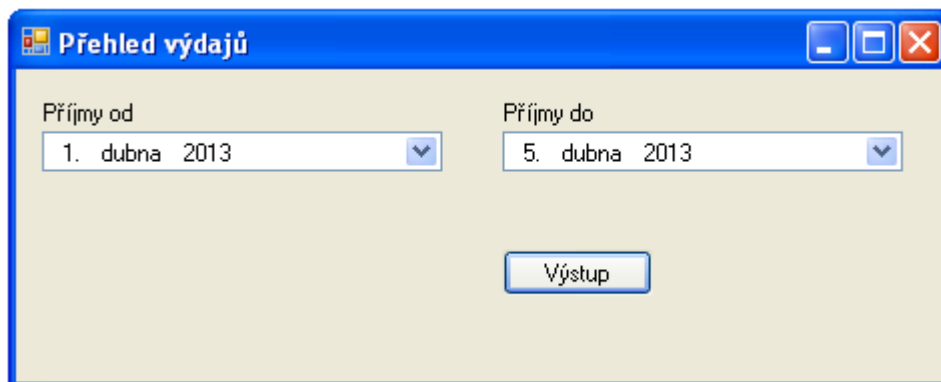 Přehled výdajů
Příjmy od
Příjmy do
1. dubna 2013
5. dubna 2013
Výstup